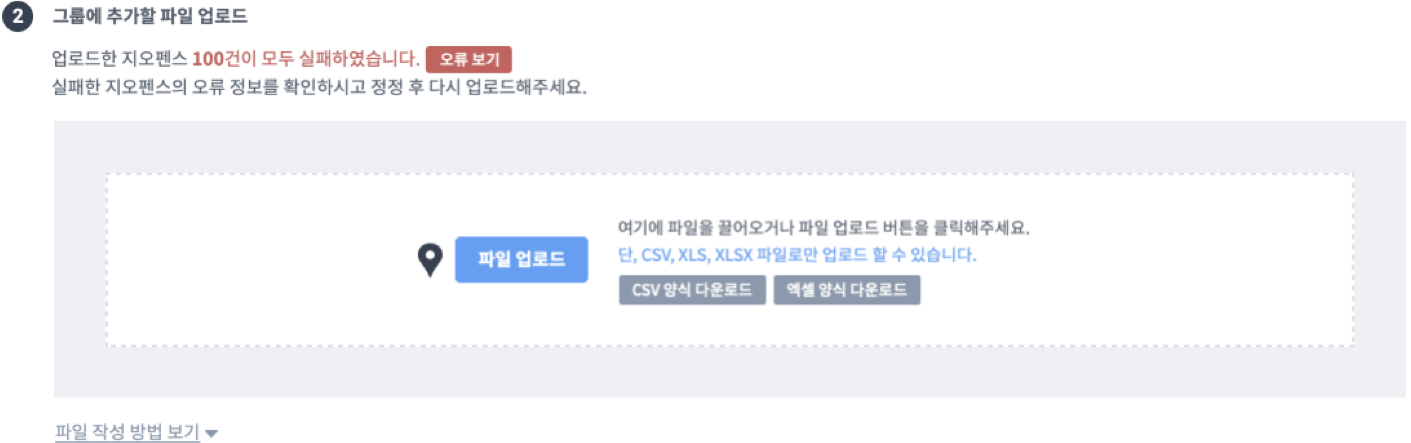 2 그룹에 추가할 파일 업로드
업로드한 지오펜스 100건이 모두 실패하였습니다. 오류 보기
실패한 지오펜스의 오류 정보를 확인하시고 정정 후 다시 업로드해주세요.
파일 업로드
여기에 파일을 끌어오거나 파일 업로드 버튼을 클릭해주세요.
단, CSV, XLS, XLSX 파일로만 업로드 할 수 있습니다.
CSV 양식 다운로드 엑셀 양식 다운로드
파일 작성 방법 보기